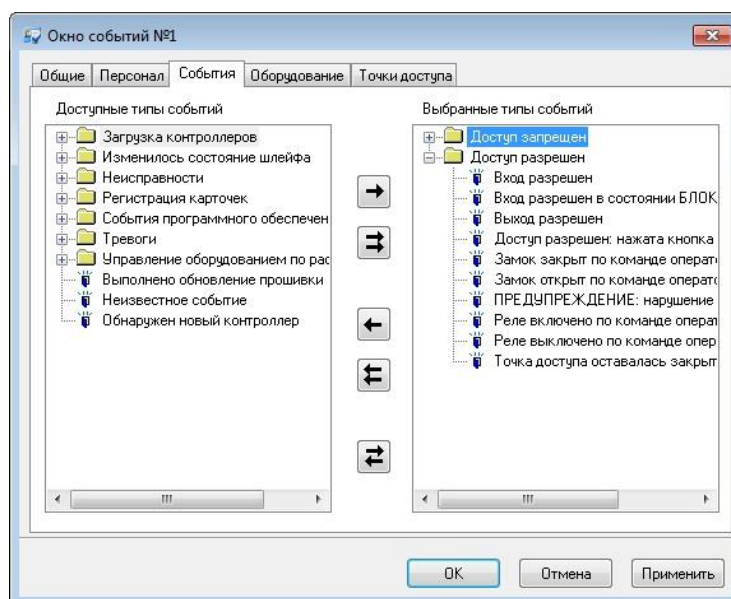 Окно событий №1
Общие
Персонал
События
Оборудование
Точки доступа
Доступные типы событий
Загрузка контроллеров
Изменилось состояние шлейфа
Неисправности
Регистрация карточек
События программного обеспечен
Тревоги
Управление оборудованием по рас
Выполнено обновление прошивки
Неизвестное событие
Обнаружен новый контроллер
Выбранные типы событий
Доступ запрещен
Доступ разрешен
Вход разрешен
Вход разрешен в состоянии БЛОК
Выход разрешен
Доступ разрешен: нажата кнопка
Замок закрыт по команде операто
Замок открыт по команде операто
ПРЕДУПРЕЖДЕНИЕ: нарушение
Реле включено по команде операт
Реле выключено по команде опер
Точка доступа оставалась закрыт
OK
Отмена
Применить